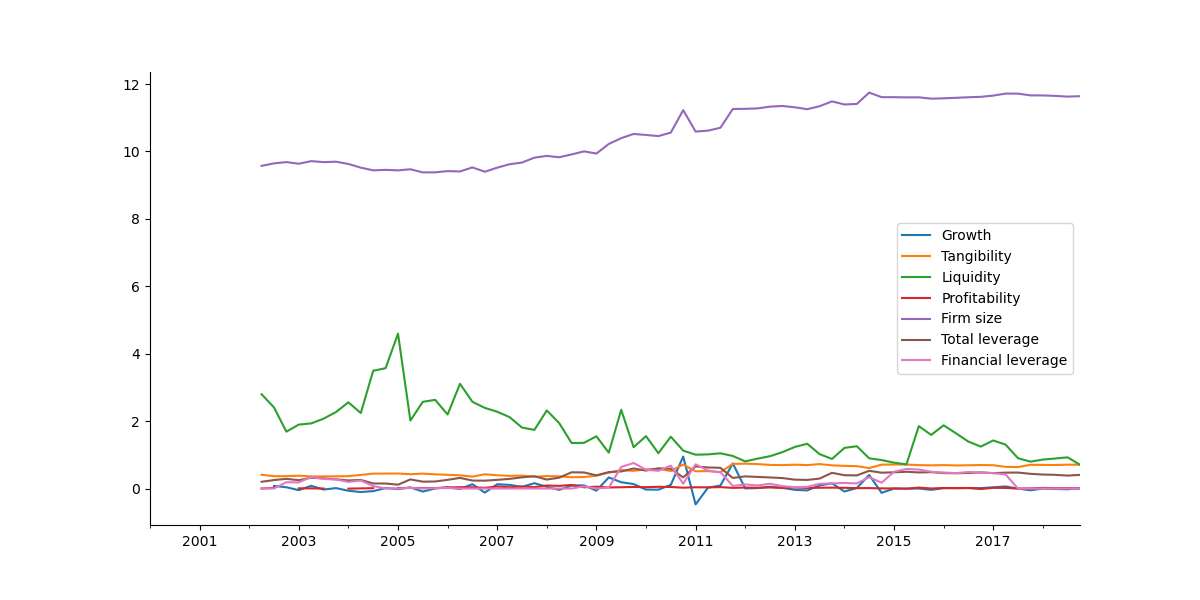 12
10
8
6
4
2
0
Growth
Tangibility
Liquidity
Profitability
Firm size
Total leverage
Financial leverage
2001 2003 2005 2007 2009 2011 2013 2015 2017